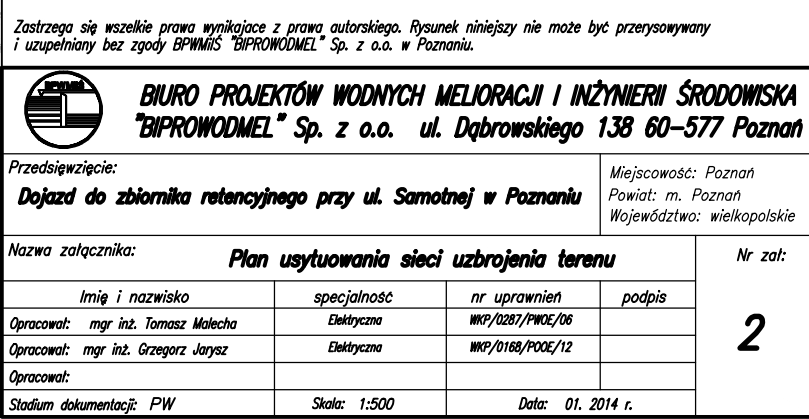 Zastrzega się wszelkie prawa wynikające z prawa autorskiego. Rysunek niniejszy nie może być przerysowywany
i uzupełniany bez zgody BPWMiIŚ "BIPROWODMEL" Sp. z o.o. w Poznaniu.
BPWMIŚ
BIURO PROJEKTÓW WODNYCH MELIORACJI I INŻYNIERII ŚRODOWISKA
"BIPROWODMEL" Sp. z o.o. ul. Dąbrowskiego 138 60-577 Poznań
Przedsięwzięcie:
Dojazd do zbiornika retencyjnego przy ul. Samotnej w Poznaniu
Miejscowość: Poznań
Powiat: m. Poznań
Województwo: wielkopolskie
Nazwa załącznika:
Plan usytuowania sieci uzbrojenia terenu
Nr zał:
2
Imię i nazwisko specjalność nr uprawnień podpis
Opracował: mgr inż. Tomasz Malecha Elektryczna WKP/0287/PWOE/06
Opracował: mgr inż. Grzegorz Jarysz Elektryczna WKP/0168/POOE/12
Opracował:
Stadium dokumentacji: PW Skala: 1:500 Data: 01. 2014 r.